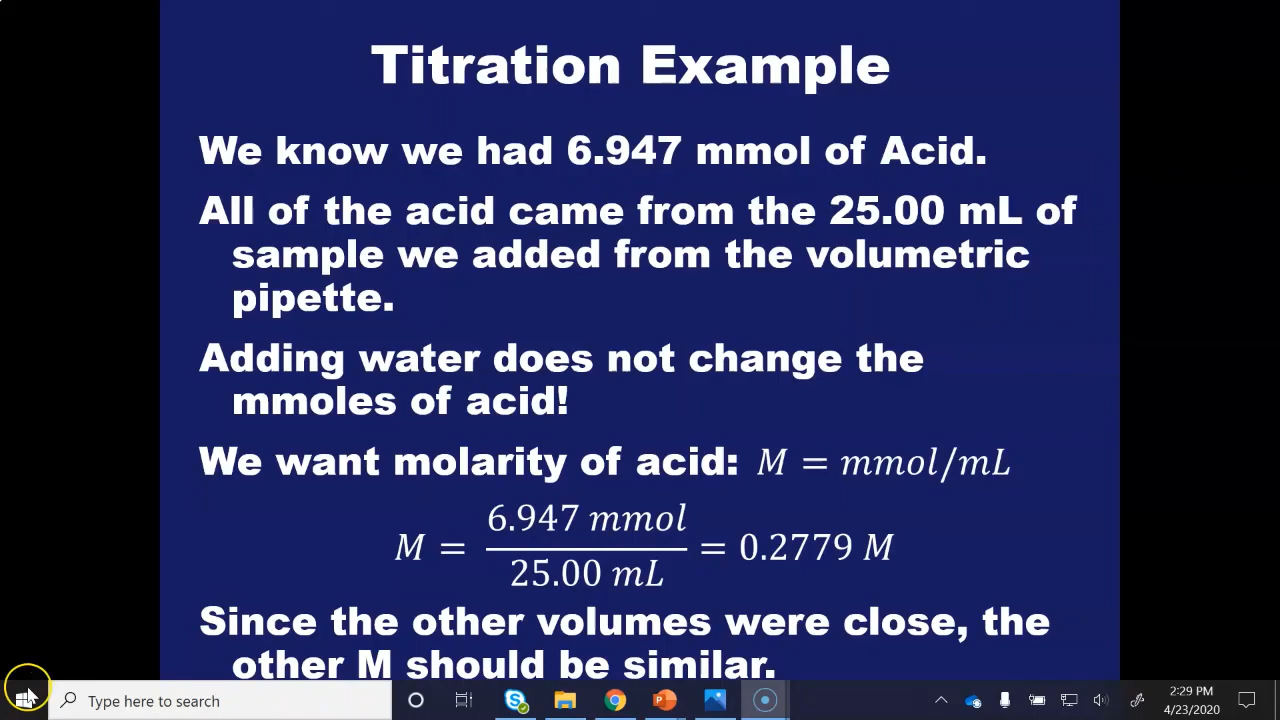 Titration Example
We know we had 6.947 mmol of Acid.
All of the acid came from the 25.00 mL of
sample we added from the volumetric
pipette.
Adding water does not change the
mmoles of acid!
We want molarity of acid: M = mmol/mL
M = 6.947 mmol / 25.00 mL = 0.2779 M
Since the other volumes were close, the
other M should be similar.
Type here to search
2:29 PM
4/23/2020